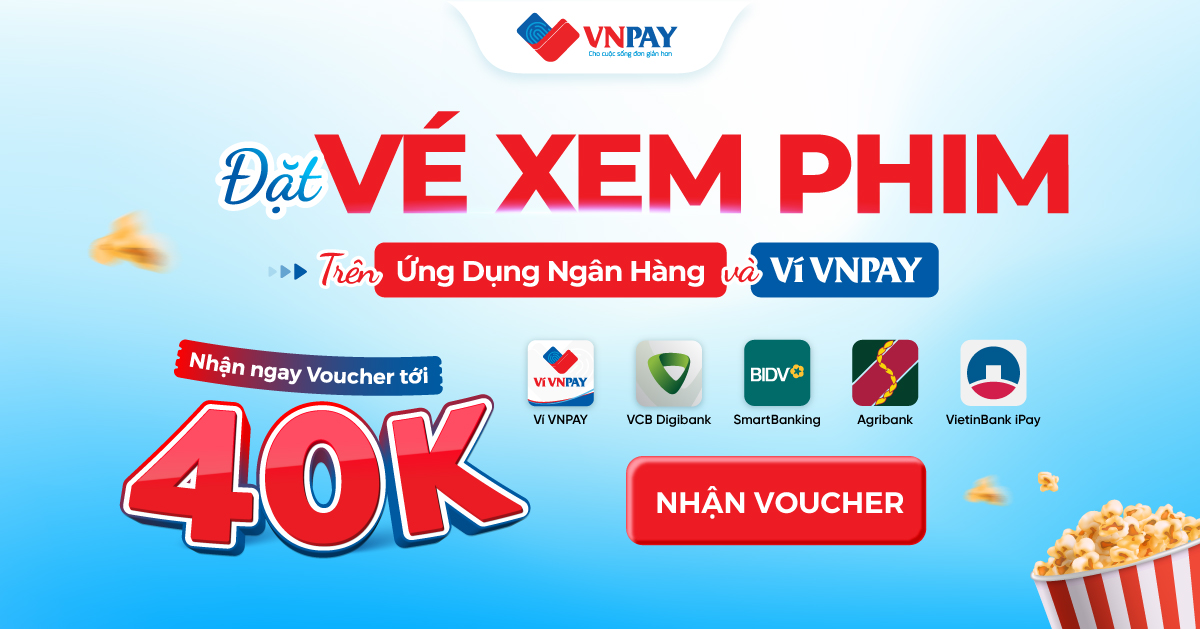 VNPAY
Cho cuộc sống đơn giản hơn
Đặt VÉ XEM PHIM
Trên Ứng Dụng Ngân Hàng và Ví VNPAY
Nhận ngay Voucher tới
40K
Ví VNPAY
BIDV
Ví VNPAY
VCB Digibank
SmartBanking
Agribank
VietinBank iPay
NHẬN VOUCHER